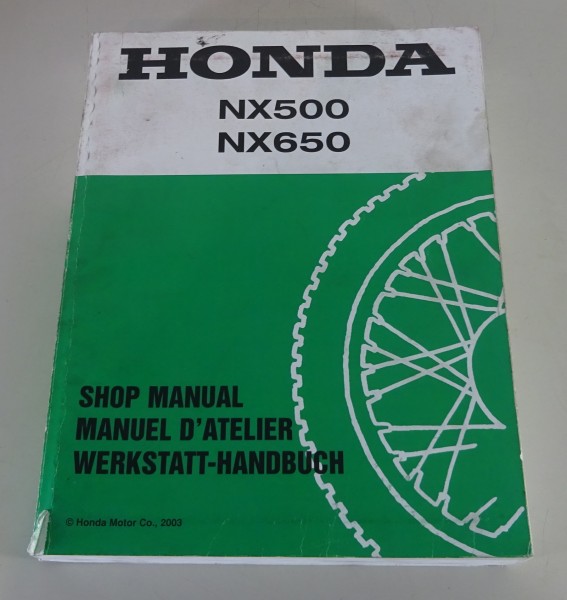 HONDA
NX500
NX650
SHOP MANUAL
MANUEL D'ATELIER
WERKSTATT-HANDBUCH
© Honda Motor Co., 2003